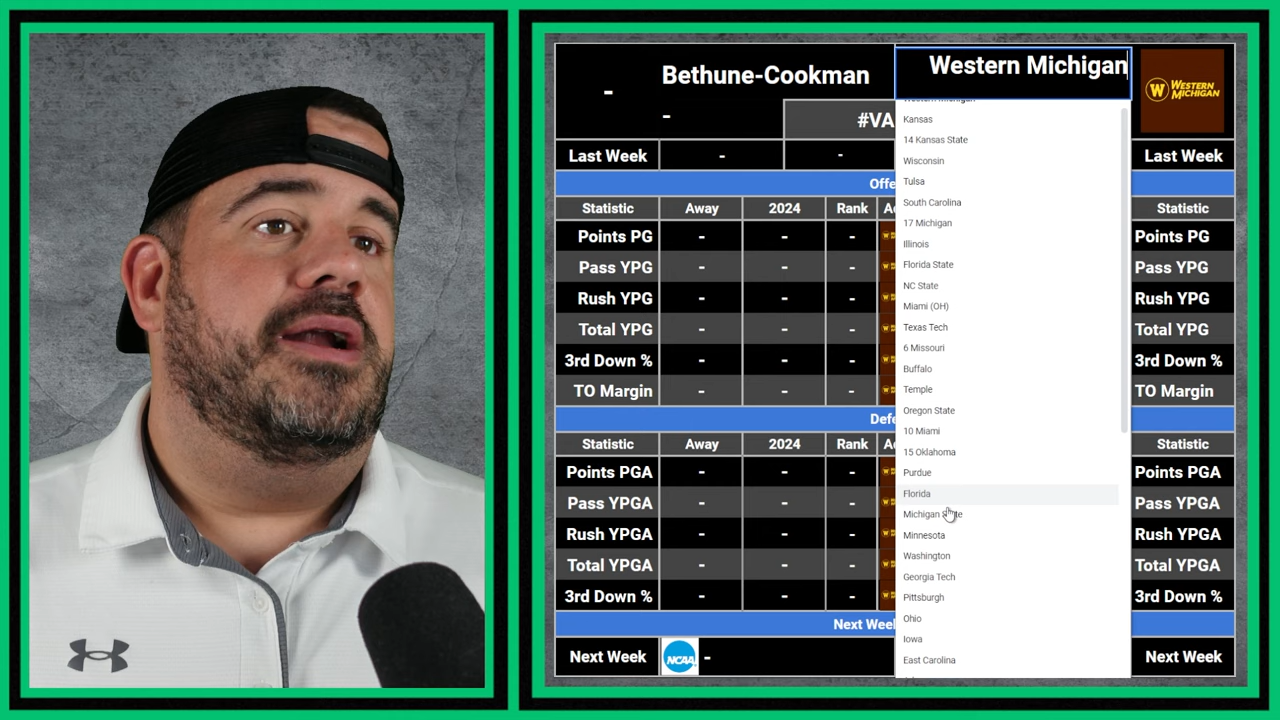 Bethune-Cookman
Western Michigan
-
-
#VA
W WESTERN MICHIGAN
Last Week - - Last Week
Offe
Statistic Away 2024 Rank A Statistic
Points PG - - - Points PG
Pass YPG - - - Pass YPG
Rush YPG - - - Rush YPG
Total YPG - - - Total YPG
3rd Down % - - - 3rd Down %
TO Margin - - - TO Margin
Defe
Statistic Away 2024 Rank A Statistic
Points PGA - - - Points PGA
Pass YPGA - - - Pass YPGA
Rush YPGA - - - Rush YPGA
Total YPGA - - - Total YPGA
3rd Down % - - - 3rd Down %
Next Week
Next Week NCAA - Next Week
Western Michigan
Kansas
14 Kansas State
Wisconsin
Tulsa
South Carolina
17 Michigan
Illinois
Florida State
NC State
Miami (OH)
Texas Tech
6 Missouri
Buffalo
Temple
Oregon State
10 Miami
15 Oklahoma
Purdue
Florida
Michigan State
Minnesota
Washington
Georgia Tech
Pittsburgh
Ohio
Iowa
East Carolina